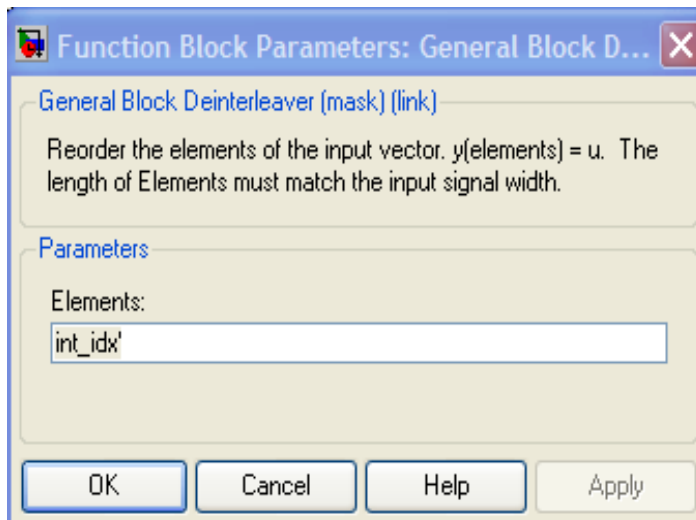 Function Block Parameters: General Block D...
General Block Deinterleaver (mask) (link)
Reorder the elements of the input vector. y(elements) = u. The
length of Elements must match the input signal width.
Parameters
Elements:
int_idx'
OK Cancel Help Apply